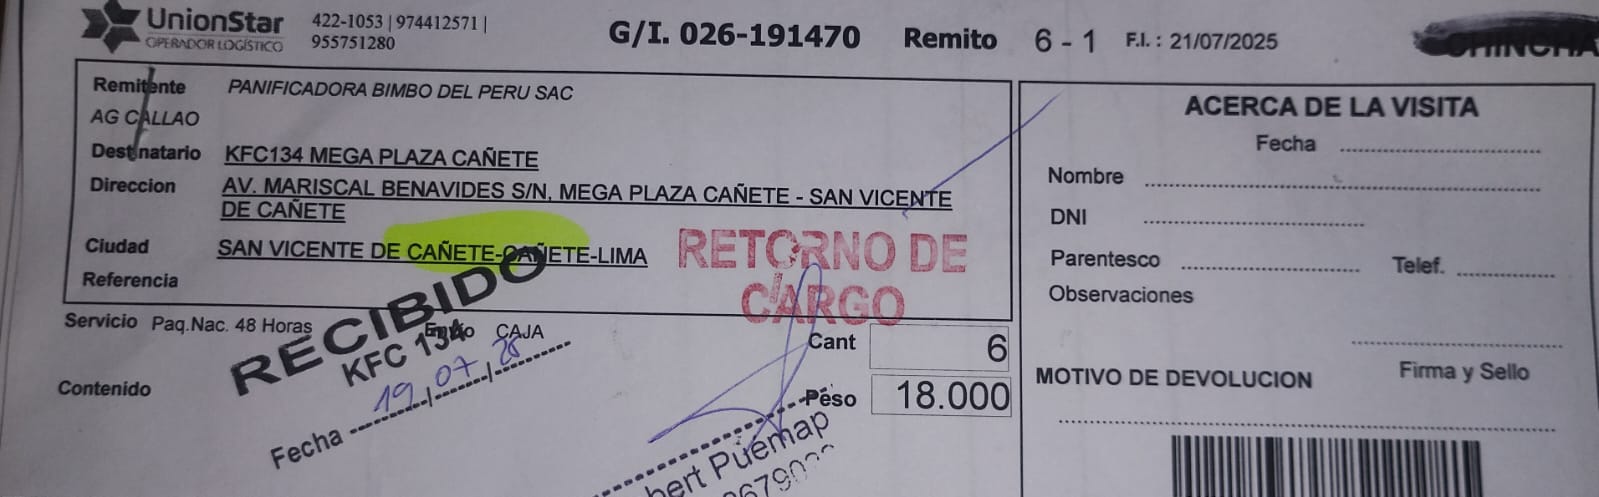 UnionStar
OPERADOR LOGÍSTICO
422-1053 | 974412571 |
955751280
G/I. 026-191470 Remito 6 - 1 F.I. : 21/07/2025
CHINCHA
Remitente PANIFICADORA BIMBO DEL PERU SAC
AG CALLAO
Destinatario KFC134 MEGA PLAZA CAÑETE
Direccion AV. MARISCAL BENAVIDES S/N, MEGA PLAZA CAÑETE - SAN VICENTE
DE CAÑETE
Ciudad SAN VICENTE DE CAÑETE-CAÑETE-LIMA
Referencia
RETORNO DE
CARGO
Servicio Paq.Nac. 48 Horas CAJA
RECIBIDO
KFC 134
19/07/
Fecha
Contenido
Cant 6
Peso 18.000
bert Puemap
ACERCA DE LA VISITA
Fecha
Nombre
DNI
Parentesco Telef.
Observaciones
Firma y Sello
MOTIVO DE DEVOLUCION